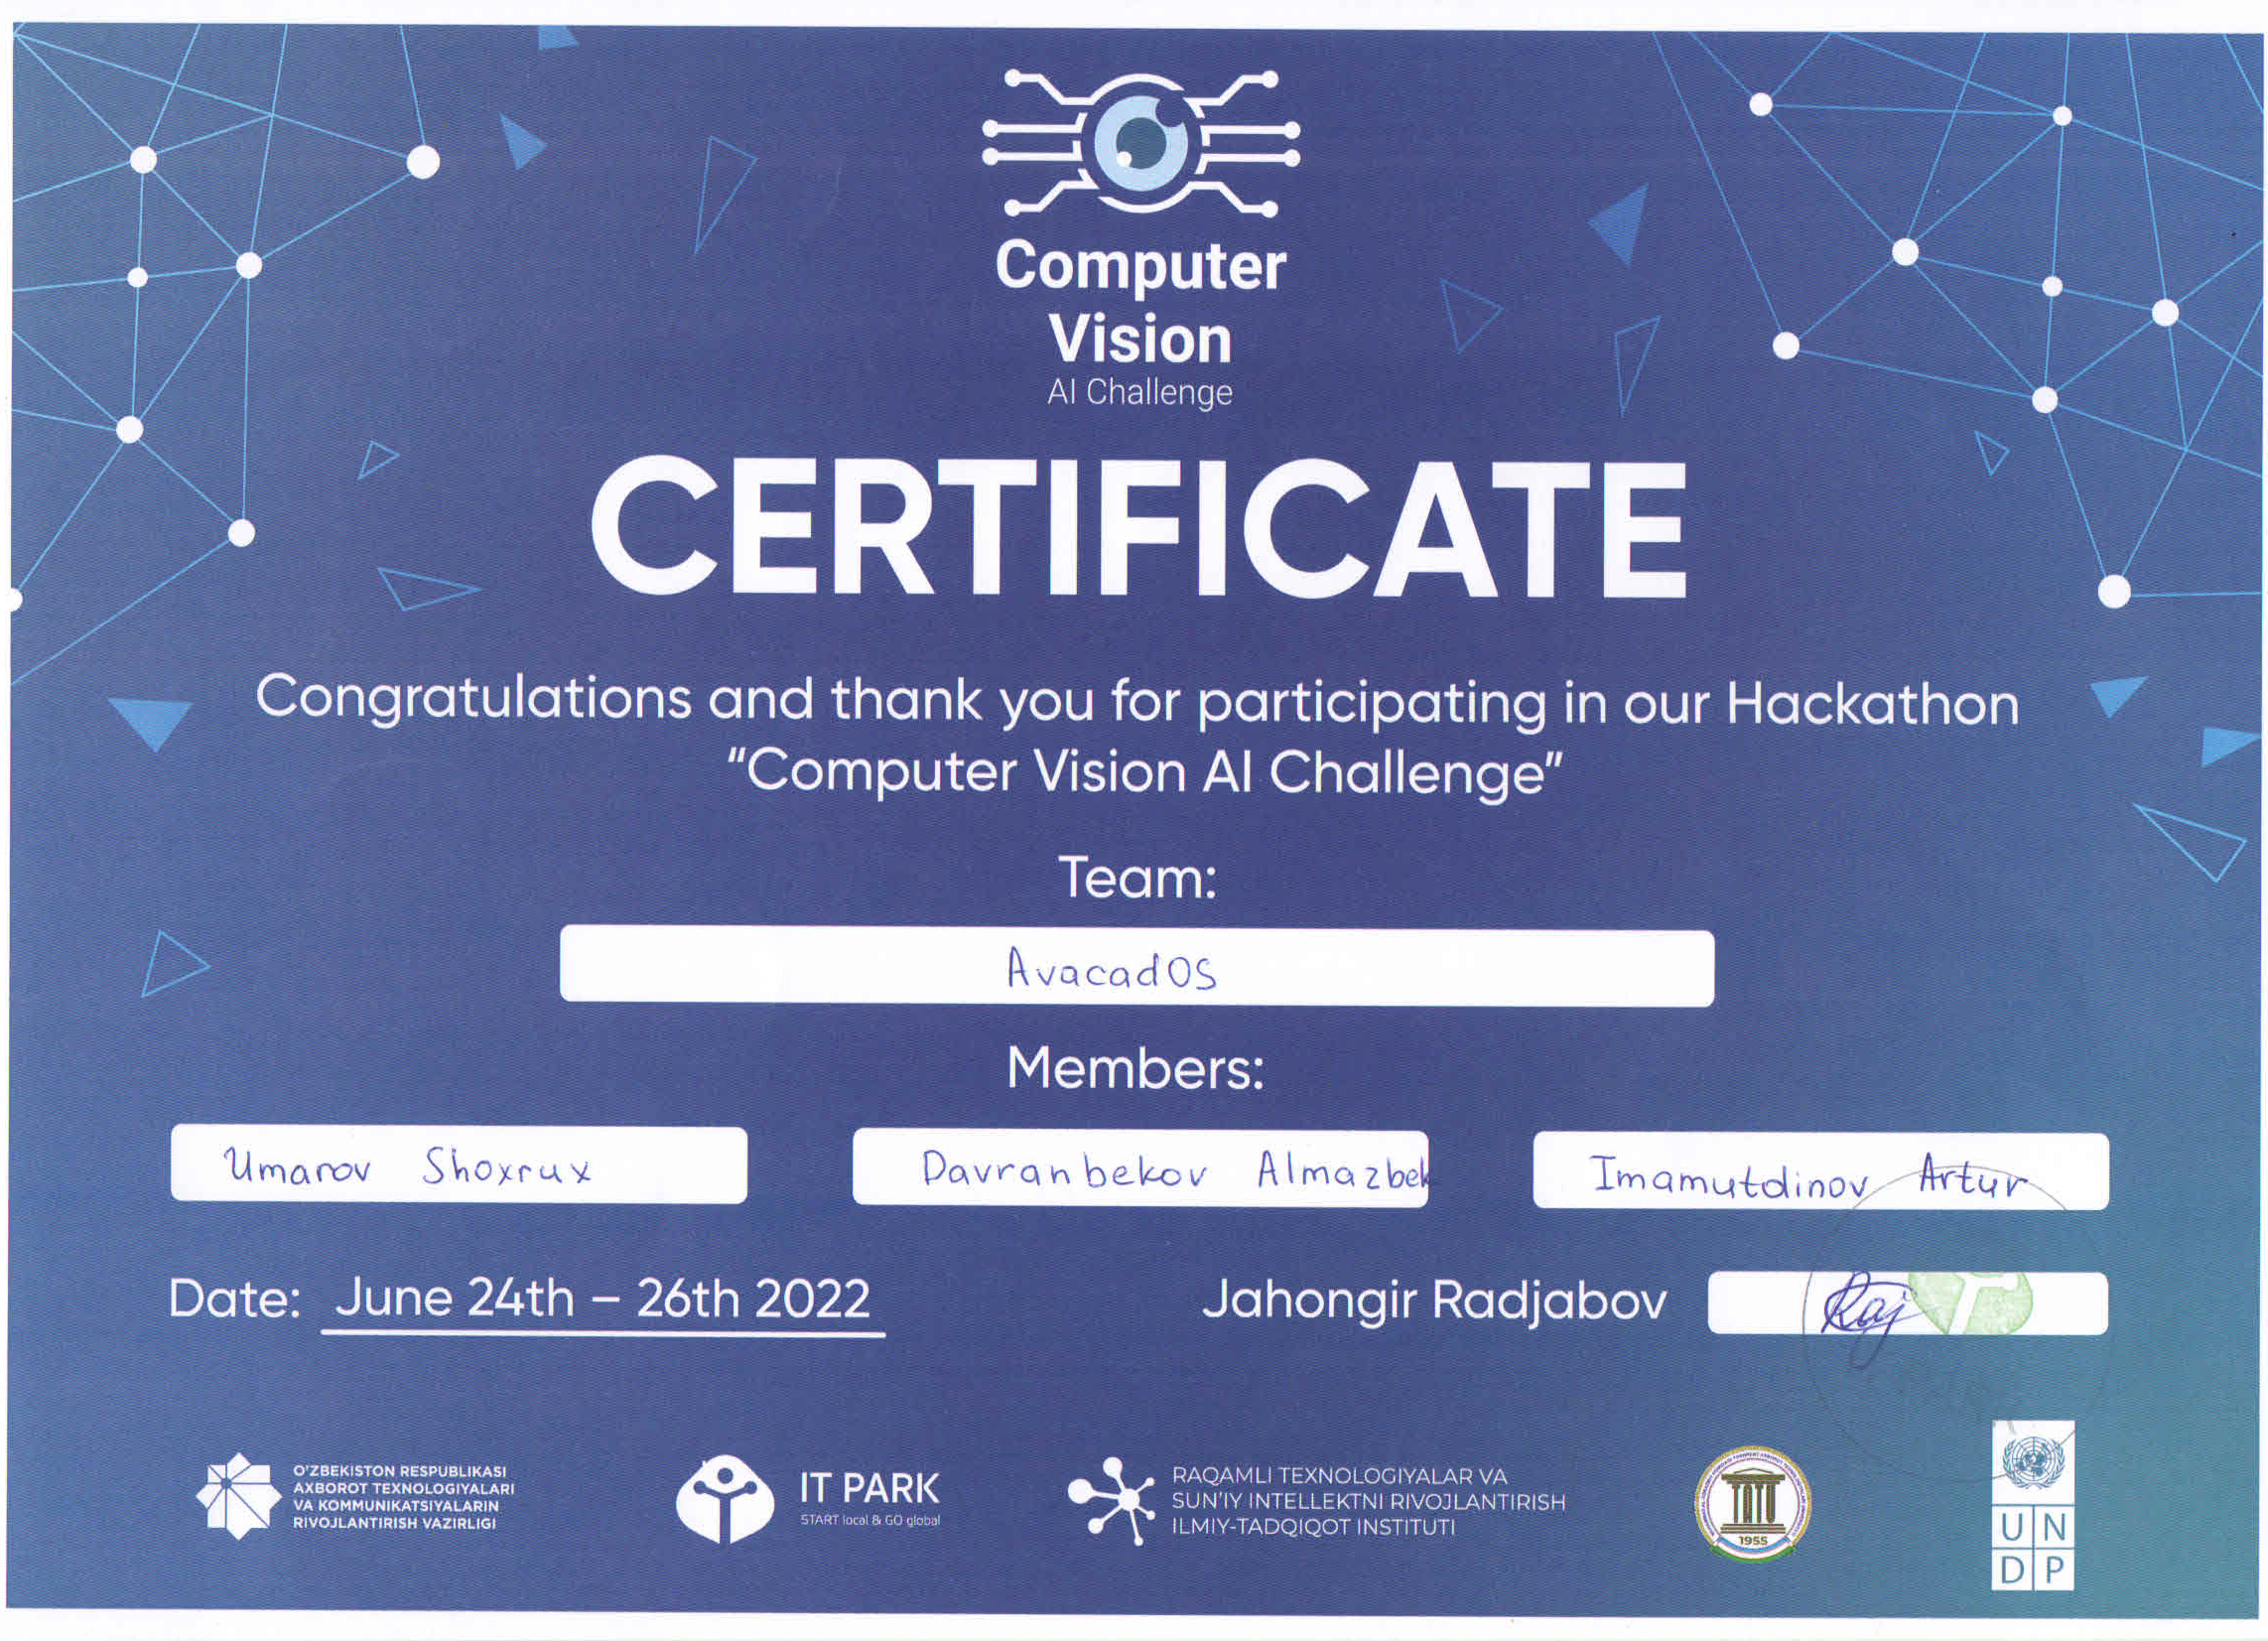 Computer
Vision
AI Challenge
CERTIFICATE
Congratulations and thank you for participating in our Hackathon
“Computer Vision AI Challenge”
Team:
AvacadOS
Members:
Umarov Shoxrux
Davranbekov Almazbek
Imamutdinov Artur
Date: June 24th – 26th 2022
Jahongir Radjabov
O'ZBEKISTON RESPUBLIKASI
AXBOROT TEXNOLOGIYALARI
VA KOMMUNIKATSIYALARIN
RIVOJLANTIRISH VAZIRLIGI
IT PARK
START local & GO global
RAQAMLI TEXNOLOGIYALAR VA
SUN'IY INTELLEKTNI RIVOJLANTIRISH
ILMIY-TADQIQOT INSTITUTI
TATU
1955
UN
DP